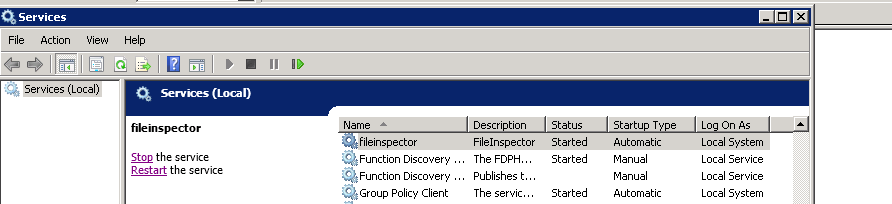 Services
File Action View Help
Services (Local)
Services (Local)
fileinspector
Stop the service
Restart the service
Name Description Status Startup Type Log On As
fileinspector FileInspector Started Automatic Local System
Function Discovery ... The FDPH... Started Manual Local Service
Function Discovery ... Publishes t... Manual Local Service
Group Policy Client The servic... Started Automatic Local System